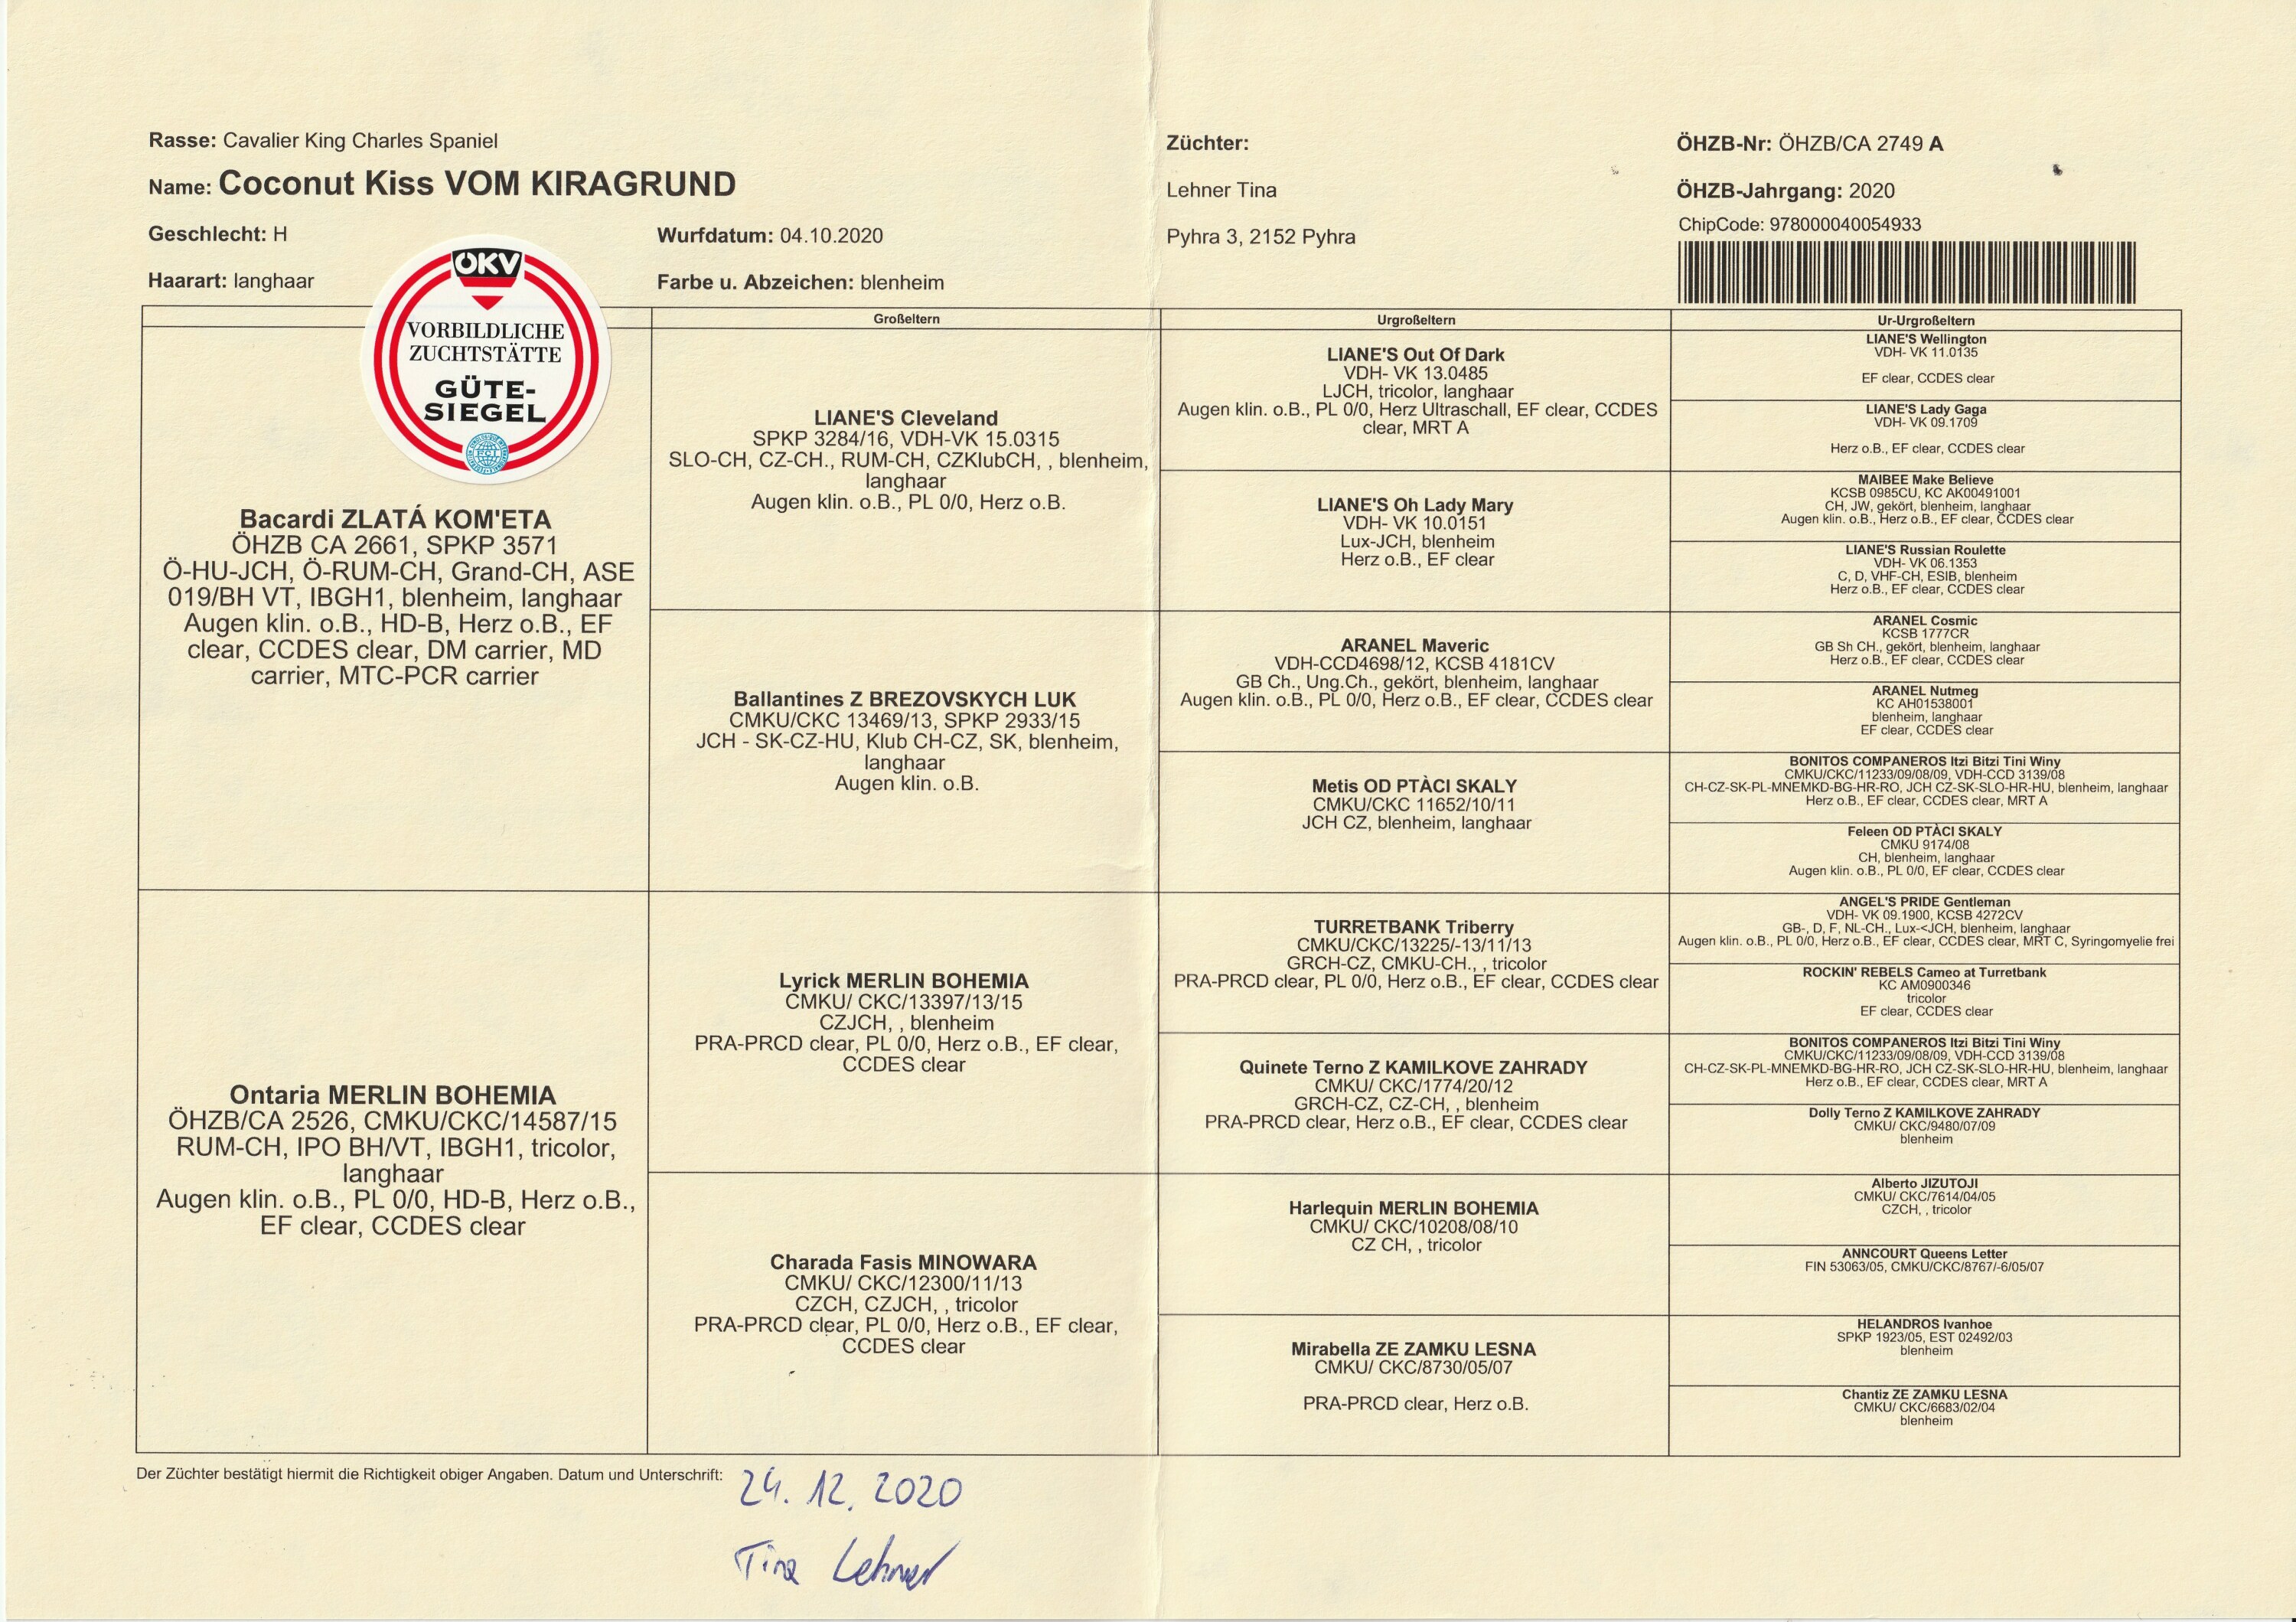 Rasse: Cavalier King Charles Spaniel
Name: Coconut Kiss VOM KIRAGRUND
Geschlecht: H
Wurfdatum: 04.10.2020
Haarart: langhaar
Farbe u. Abzeichen: blenheim
Züchter:
Lehner Tina
Pyhra 3, 2152 Pyhra
ÖHZB-Nr: ÖHZB/CA 2749 A
ÖHZB-Jahrgang: 2020
ChipCode: 978000040054933
ÖKV
VORBILDLICHE
ZUCHTSTÄTTE
GÜTE-
SIEGEL
FCI
Großeltern
Urgroßeltern
Ur-Urgroßeltern
Bacardi ZLATÁ KOM'ETA
ÖHZB CA 2661, SPKP 3571
Ö-HU-JCH, Ö-RUM-CH, Grand-CH, ASE
019/BH VT, IBGH1, blenheim, langhaar
Augen klin. o.B., HD-B, Herz o.B., EF
clear, CCDES clear, DM carrier, MD
carrier, MTC-PCR carrier
Ontaria MERLIN BOHEMIA
ÖHZB/CA 2526, CMKU/CKC/14587/15
RUM-CH, IPO BH/VT, IBGH1, tricolor,
langhaar
Augen klin. o.B., PL 0/0, HD-B, Herz o.B.,
EF clear, CCDES clear
LIANE'S Cleveland
SPKP 3284/16, VDH-VK 15.0315
SLO-CH, CZ-CH., RUM-CH, CZKlubCH, , blenheim,
langhaar
Augen klin. o.B., PL 0/0, Herz o.B.
Ballantines Z BREZOVSKYCH LUK
CMKU/CKC 13469/13, SPKP 2933/15
JCH - SK-CZ-HU, Klub CH-CZ, SK, blenheim,
langhaar
Augen klin. o.B.
Lyrick MERLIN BOHEMIA
CMKU/ CKC/13397/13/15
CZJCH, , blenheim
PRA-PRCD clear, PL 0/0, Herz o.B., EF clear,
CCDES clear
Charada Fasis MINOWARA
CMKU/ CKC/12300/11/13
CZCH, CZJCH, , tricolor
PRA-PRCD clear, PL 0/0, Herz o.B., EF clear,
CCDES clear
LIANE'S Out Of Dark
VDH- VK 13.0485
LJCH, tricolor, langhaar
Augen klin. o.B., PL 0/0, Herz Ultraschall, EF clear, CCDES
clear, MRT A
LIANE'S Oh Lady Mary
VDH- VK 10.0151
Lux-JCH, blenheim
Herz o.B., EF clear
ARANEL Maveric
VDH-CCD4698/12, KCSB 4181CV
GB Ch., Ung.Ch., gekört, blenheim, langhaar
Augen klin. o.B., PL 0/0, Herz o.B., EF clear, CCDES clear
Metis OD PTÀCI SKALY
CMKU/CKC 11652/10/11
JCH CZ, blenheim, langhaar
TURRETBANK Triberry
CMKU/CKC/13225/-13/11/13
GRCH-CZ, CMKU-CH., , tricolor
PRA-PRCD clear, PL 0/0, Herz o.B., EF clear, CCDES clear
Quinete Terno Z KAMILKOVE ZAHRADY
CMKU/ CKC/1774/20/12
GRCH-CZ, CZ-CH, , blenheim
PRA-PRCD clear, Herz o.B., EF clear, CCDES clear
Harlequin MERLIN BOHEMIA
CMKU/ CKC/10208/08/10
CZ CH, , tricolor
Mirabella ZE ZAMKU LESNA
CMKU/ CKC/8730/05/07
PRA-PRCD clear, Herz o.B.
LIANE'S Wellington
VDH- VK 11.0135
EF clear, CCDES clear
LIANE'S Lady Gaga
VDH- VK 09.1709
Herz o.B., EF clear, CCDES clear
MAIBEE Make Believe
KCSB 0985CU, KC AK00491001
CH, JW, gekört, blenheim, langhaar
Augen klin. o.B., Herz o.B., EF clear, CCDES clear
LIANE'S Russian Roulette
VDH- VK 06.1353
C, D, VHF-CH, ESIB, blenheim
Herz o.B., EF clear, CCDES clear
ARANEL Cosmic
KCSB 1777CR
GB Sh CH., gekört, blenheim, langhaar
Herz o.B., EF clear, CCDES clear
ARANEL Nutmeg
KC AH01538001
blenheim, langhaar
EF clear, CCDES clear
BONITOS COMPANEROS Itzi Bitzi Tini Winy
CMKU/CKC/11233/09/08/09, VDH-CCD 3139/08
CH-CZ-SK-PL-MNEMKD-BG-HR-RO, JCH CZ-SK-SLO-HR-HU, blenheim, langhaar
Herz o.B., EF clear, CCDES clear, MRT A
Feleen OD PTÀCI SKALY
CMKU 9174/08
CH, blenheim, langhaar
Augen klin. o.B., PL 0/0, EF clear, CCDES clear
ANGEL'S PRIDE Gentleman
VDH- VK 09.1900, KCSB 4272CV
GB-, D, F, NL-CH., Lux-<JCH, blenheim, langhaar
Augen klin. o.B., PL 0/0, Herz o.B., EF clear, CCDES clear, MRT C, Syringomyelie frei
ROCKIN' REBELS Cameo at Turretbank
KC AM0900346
tricolor
EF clear, CCDES clear
BONITOS COMPANEROS Itzi Bitzi Tini Winy
CMKU/CKC/11233/09/08/09, VDH-CCD 3139/08
CH-CZ-SK-PL-MNEMKD-BG-HR-RO, JCH CZ-SK-SLO-HR-HU, blenheim, langhaar
Herz o.B., EF clear, CCDES clear, MRT A
Dolly Terno Z KAMILKOVE ZAHRADY
CMKU/ CKC/9480/07/09
blenheim
Alberto JIZUTOJI
CMKU/ CKC/7614/04/05
CZCH, , tricolor
ANNCOURT Queens Letter
FIN 53063/05, CMKU/CKC/8767/-6/05/07
HELANDROS Ivanhoe
SPKP 1923/05, EST 02492/03
blenheim
Chantiz ZE ZAMKU LESNA
CMKU/ CKC/6683/02/04
blenheim
Der Züchter bestätigt hiermit die Richtigkeit obiger Angaben. Datum und Unterschrift:
24. 12. 2020
Tina Lehner